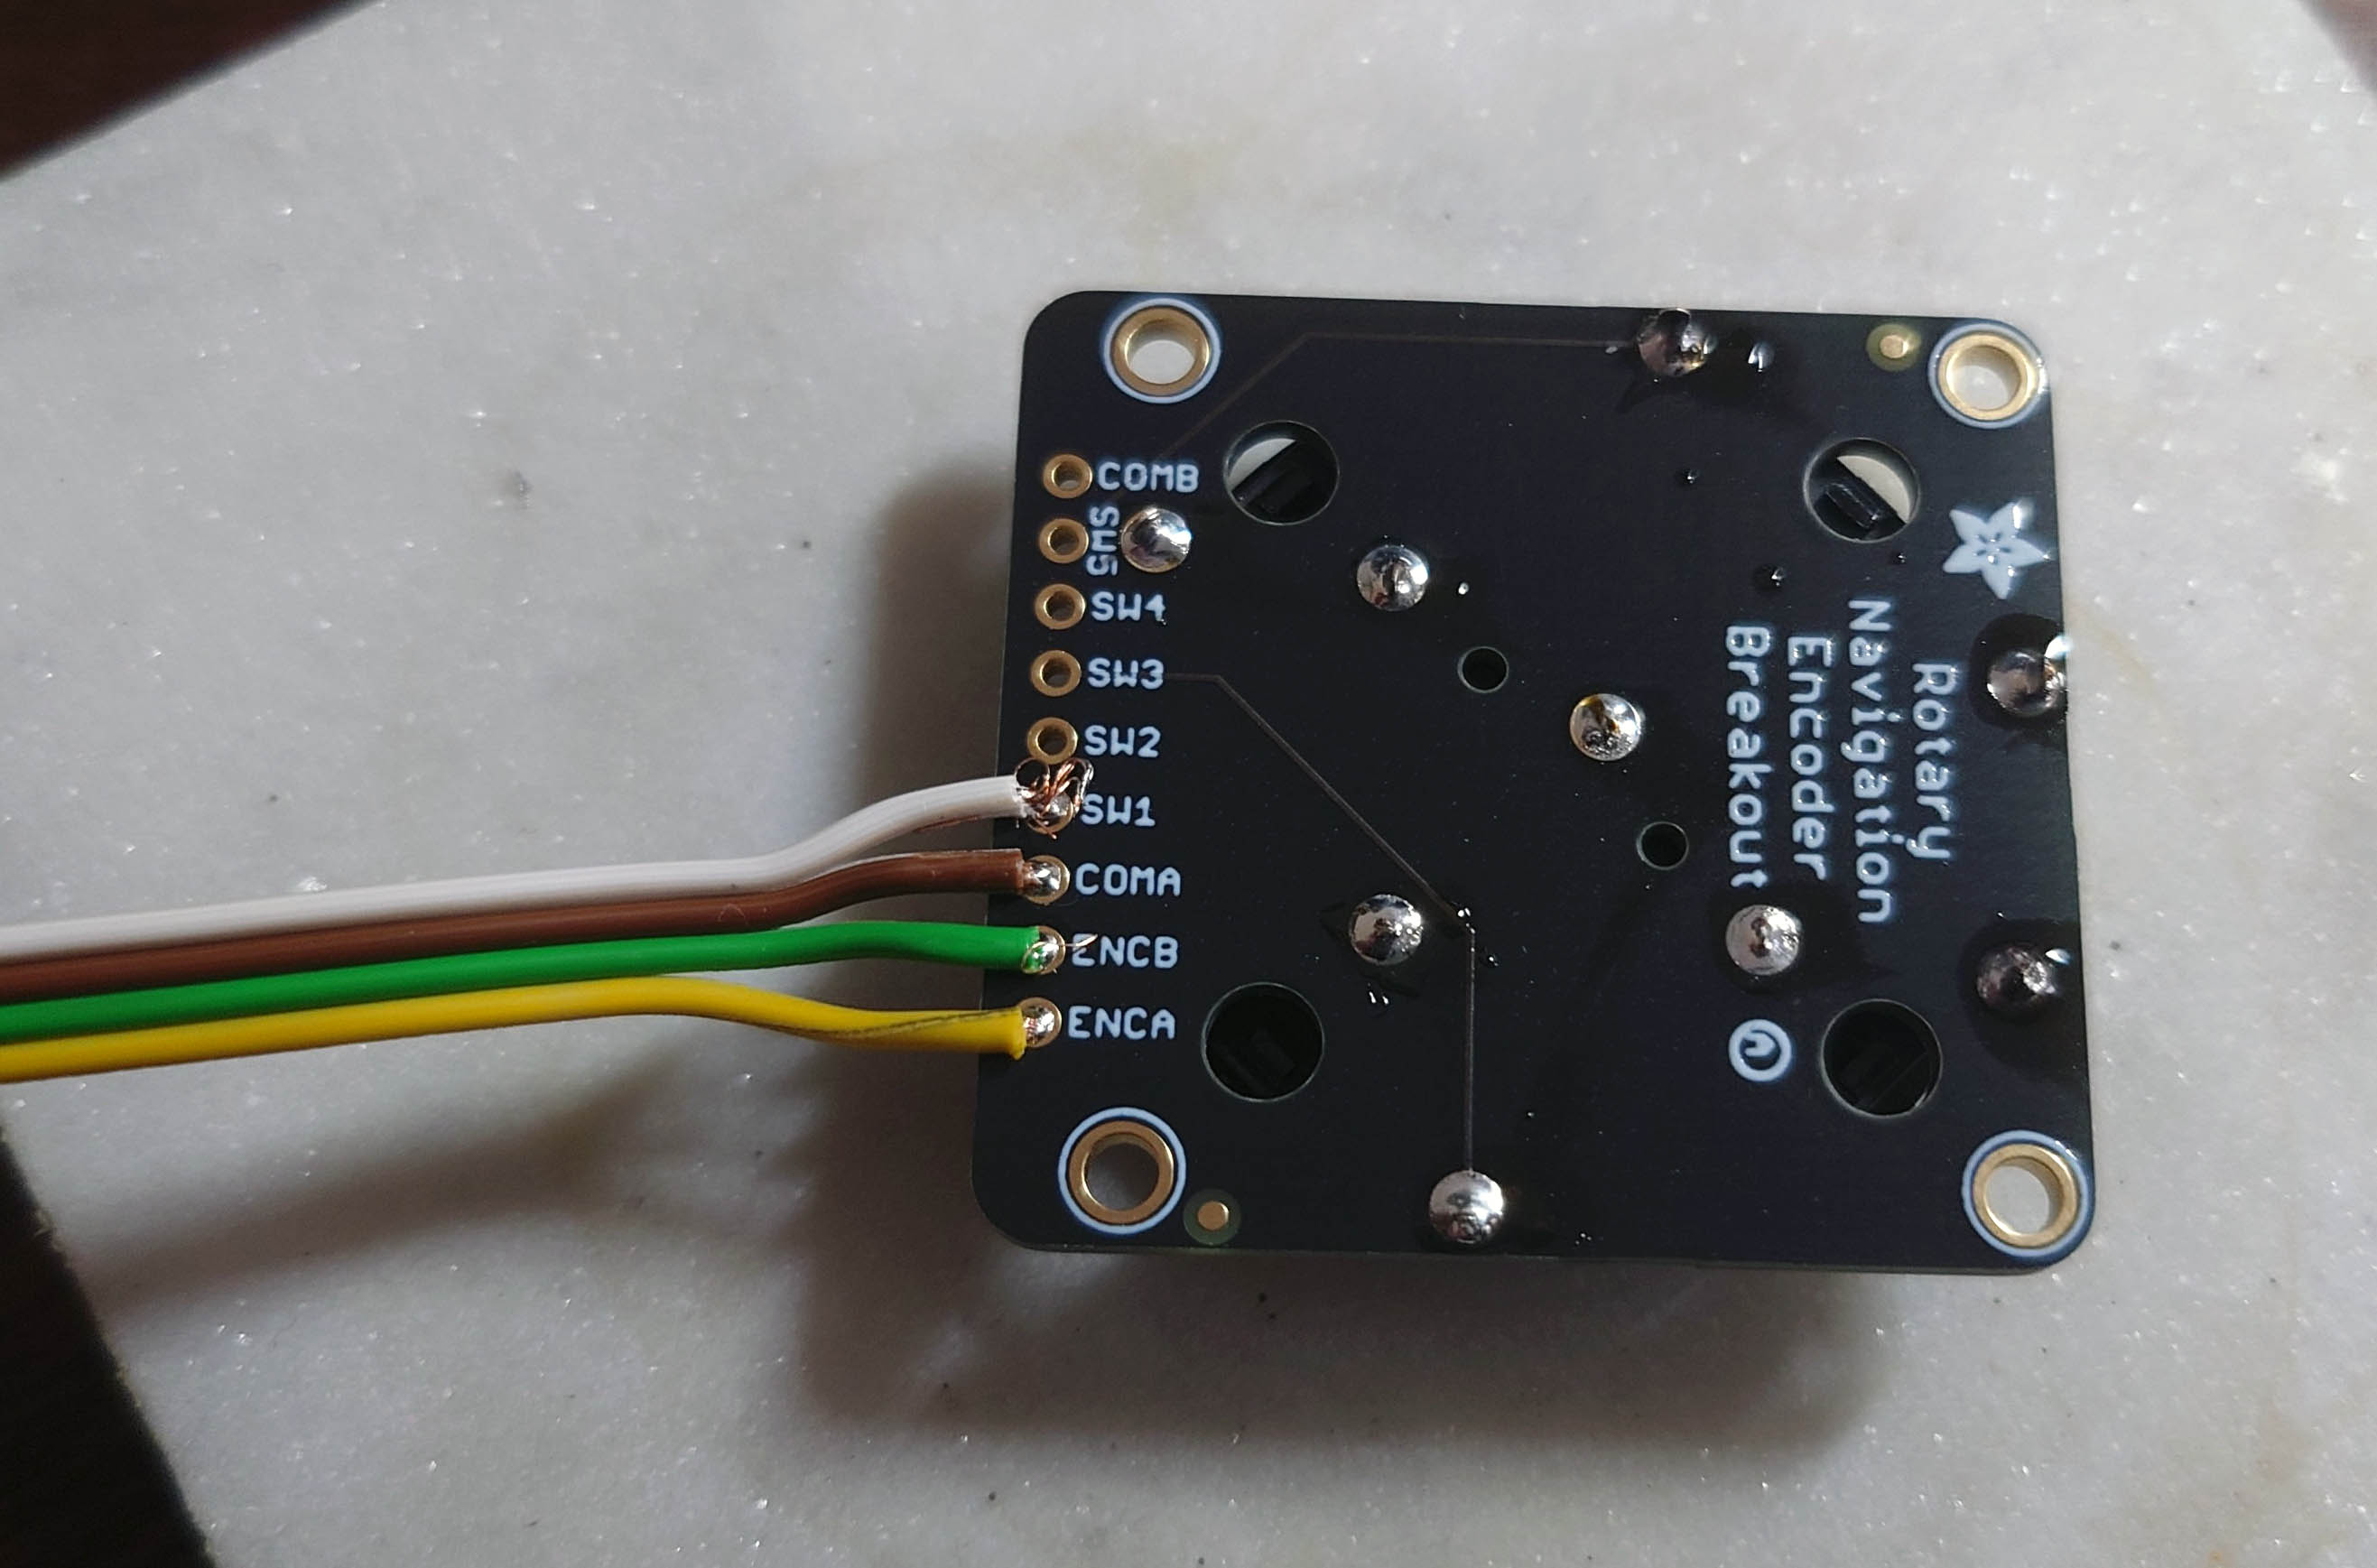 COMB
SW5
SW4
SW3
SW2
SW1
COMA
ENCB
ENCA
Rotary
Navigation
Encoder
Breakout